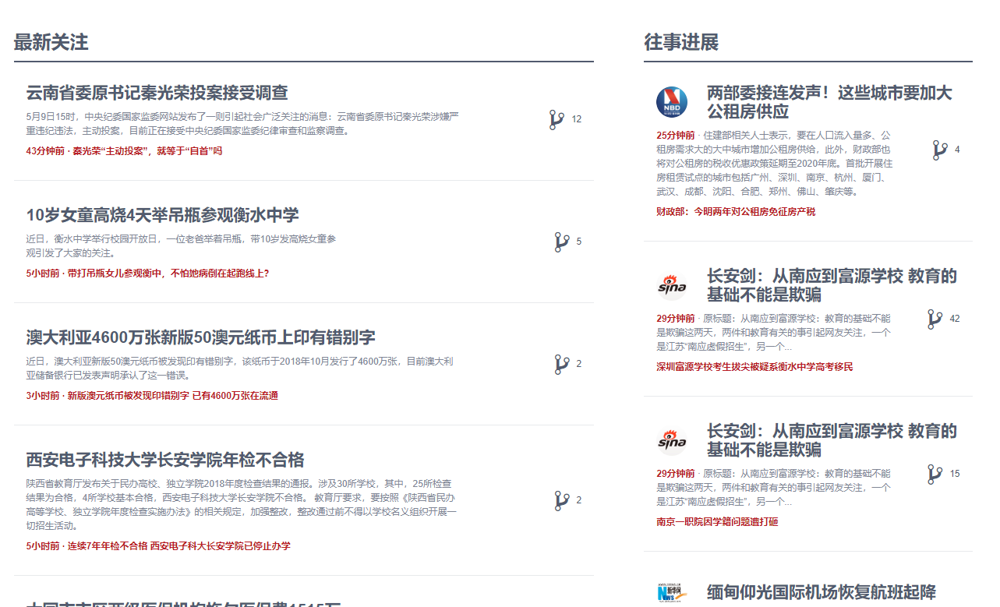 最新关注
云南省委原书记秦光荣投案接受调查
5月9日15时，中央纪委国家监委网站发布了一则引起社会广泛关注的消息：云南省委原书记秦光荣涉嫌严
重违纪违法，主动投案，目前正在接受中央纪委国家监委纪律审查和监察调查。
12
43分钟前 · 秦光荣“主动投案”，就等于“自首”吗
10岁女童高烧4天举吊瓶参观衡水中学
近日，衡水中学举行校园开放日，一位老爸举着吊瓶，带10岁发高烧女童参
观引发了大家的关注。
5
5小时前 · 带打吊瓶女儿参观衡中，不怕她病倒在起跑线上?
澳大利亚4600万张新版50澳元纸币上印有错别字
近日，澳大利亚新版50澳元纸币被发现印有错别字，该纸币于2018年10月发行了4600万张，目前澳大利
亚储备银行已发表声明承认了这一错误。
2
3小时前 · 新版澳元纸币被发现印错别字 已有4600万张在流通
西安电子科技大学长安学院年检不合格
陕西省教育厅发布关于民办高校、独立学院2018年度检查结果的通报。涉及30所学校，其中，25所检查
结果为合格，4所学校基本合格，西安电子科技大学长安学院不合格。 教育厅要求，要按照《陕西省民办
高等学校、独立学院年度检查实施办法》的相关规定，加强整改，整改通过前不得以学校名义组织开展一
切招生活动。
2
5小时前 · 连续7年年检不合格 西安电子科大长安学院已停止办学
往事进展
NBD
两部委接连发声！这些城市要加大
公租房供应
25分钟前 · 住建部相关人士表示，要在人口流入量多、公
租房需求大的大中城市增加公租房供给，此外，财政部也
将对公租房的税收优惠政策延期至2020年底。首批开展住
房租赁试点的城市包括广州、深圳、南京、杭州、厦门、
武汉、成都、沈阳、合肥、郑州、佛山、肇庆等。
4
财政部：今明两年对公租房免征房产税
sina
长安剑：从南应到富源学校 教育的
基础不能是欺骗
29分钟前 · 原标题：从南应到富源学校：教育的基础不能
是欺骗这两天，两件和教育有关的事引起网友关注，一个
是江苏“南应虚假招生”，另一个...
42
深圳富源学校考生拔尖被疑系衡水中学高考移民
sina
长安剑：从南应到富源学校 教育的
基础不能是欺骗
29分钟前 · 原标题：从南应到富源学校：教育的基础不能
是欺骗这两天，两件和教育有关的事引起网友关注，一个
是江苏“南应虚假招生”，另一个...
15
南京一职院因学籍问题遭打砸
新华网
NEWS
缅甸仰光国际机场恢复航班起降